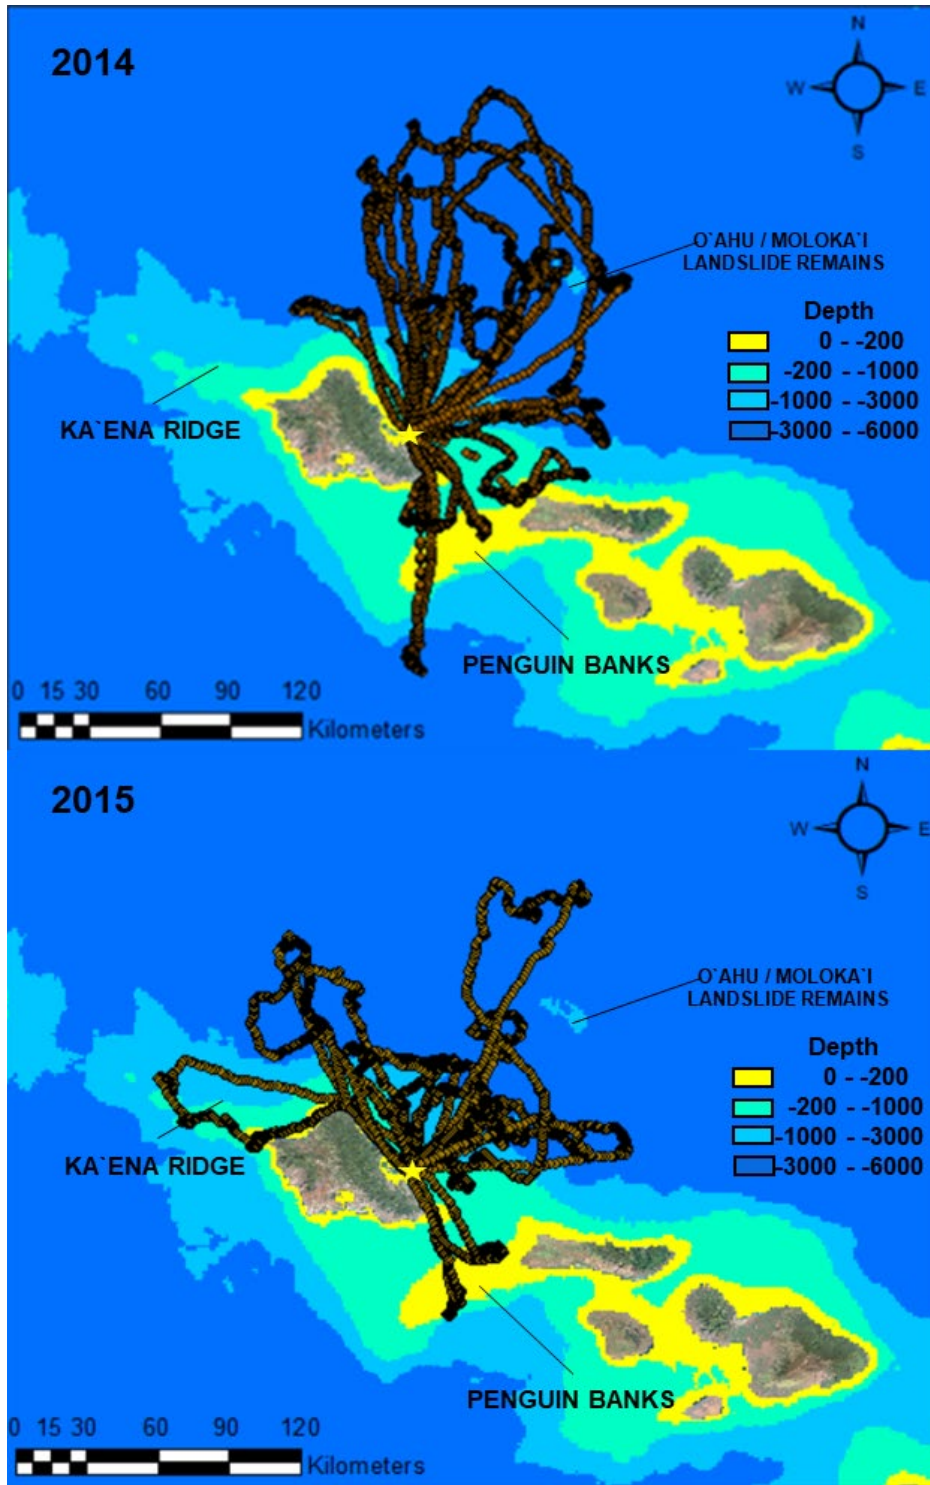 2014
N
W E
S
O`AHU / MOLOKA`I
LANDSLIDE REMAINS
Depth
0 - -200
-200 - -1000
-1000 - -3000
-3000 - -6000
KA`ENA RIDGE
PENGUIN BANKS
0 15 30 60 90 120
Kilometers
2015
N
W E
S
O`AHU / MOLOKA`I
LANDSLIDE REMAINS
Depth
0 - -200
-200 - -1000
-1000 - -3000
-3000 - -6000
KA`ENA RIDGE
PENGUIN BANKS
0 15 30 60 90 120
Kilometers